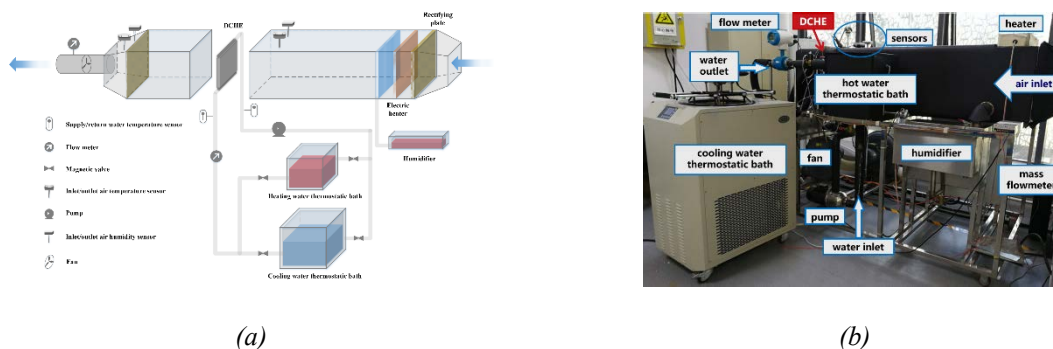 DCHE
Rectifying
plate
Electric
heater
Supply/return water temperature sensor
Flow meter
Magnetic valve
Inlet/outlet air temperature sensor
Pump
Inlet/outlet air humidity sensor
Fan
Humidifier
Heating water thermostatic bath
Cooling water thermostatic bath
(a)
flow meter
DCHE
heater
sensors
water
outlet
hot water
thermostatic bath
air inlet
cooling water
thermostatic bath
fan
humidifier
mass
flowmeter
pump
water inlet
(b)